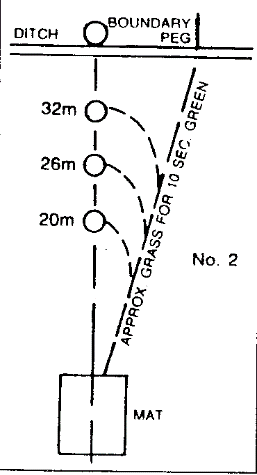 DITCH
BOUNDARY
PEG
32m
26m
20m
APPROX GRASS FOR 10 SEC. GREEN
No. 2
MAT